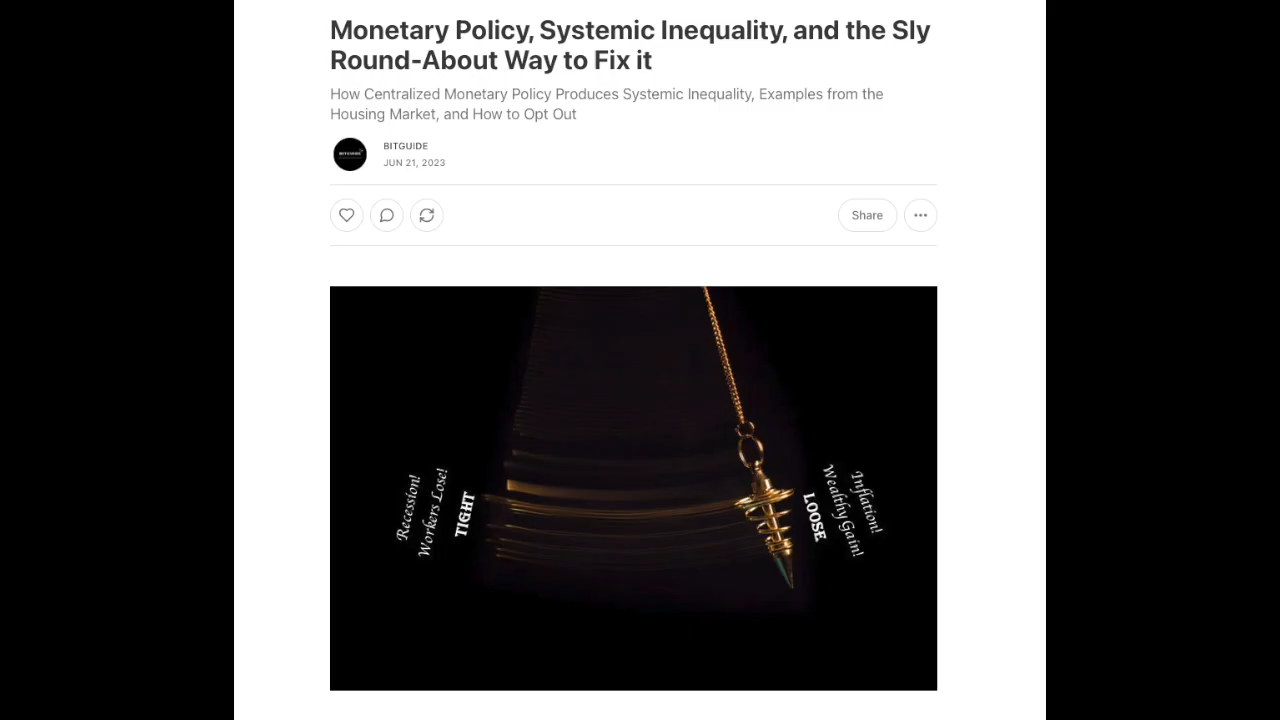 Monetary Policy, Systemic Inequality, and the Sly
Round-About Way to Fix it
How Centralized Monetary Policy Produces Systemic Inequality, Examples from the
Housing Market, and How to Opt Out
BITGUIDE
JUN 21, 2023
Share
Recession!
Workers Lose!
TIGHT
LOOSE
Wealthy Gain!
Inflation!